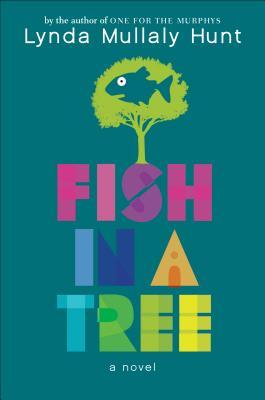 by the author of ONE FOR THE MURPHYS
Lynda Mullaly Hunt
FISH
IN A
TREE
a novel